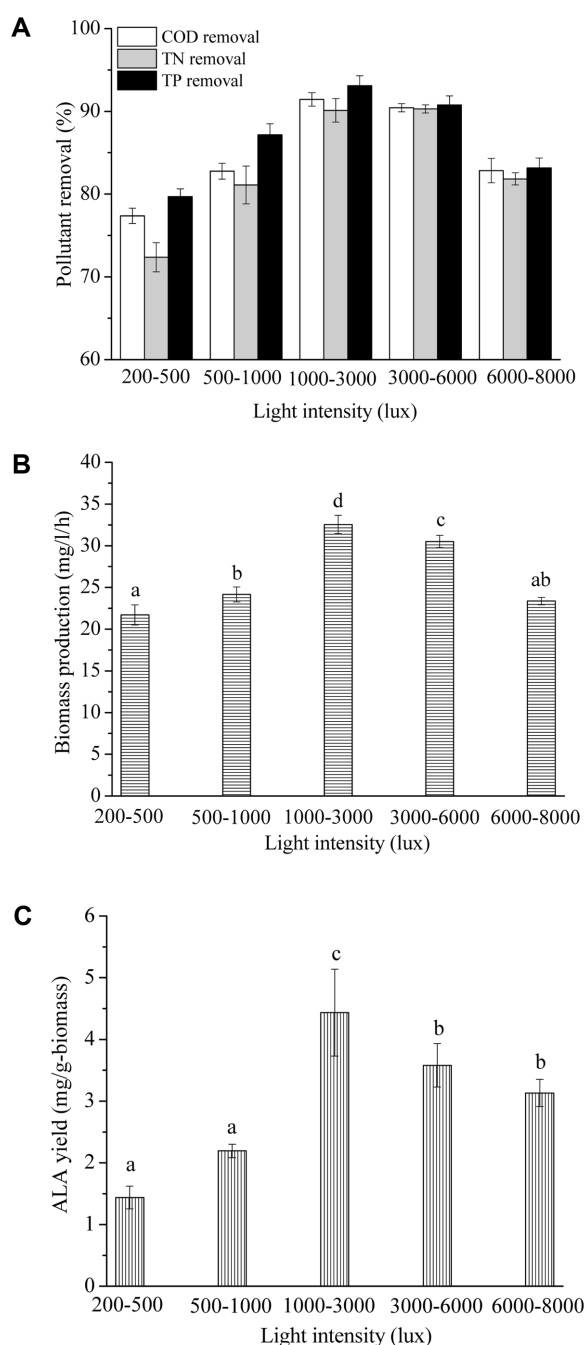 A
COD removal
TN removal
TP removal
Pollutant removal (%)
100
90
80
70
60
200-500 500-1000 1000-3000 3000-6000 6000-8000
Light intensity (lux)
B
Biomass production (mg/l/h)
40
35
30
25
20
15
10
5
0
a
b
d
c
ab
200-500 500-1000 1000-3000 3000-6000 6000-8000
Light intensity (lux)
C
ALA yield (mg/g-biomass)
6
5
4
3
2
1
0
a
a
c
b
b
200-500 500-1000 1000-3000 3000-6000 6000-8000
Light intensity (lux)